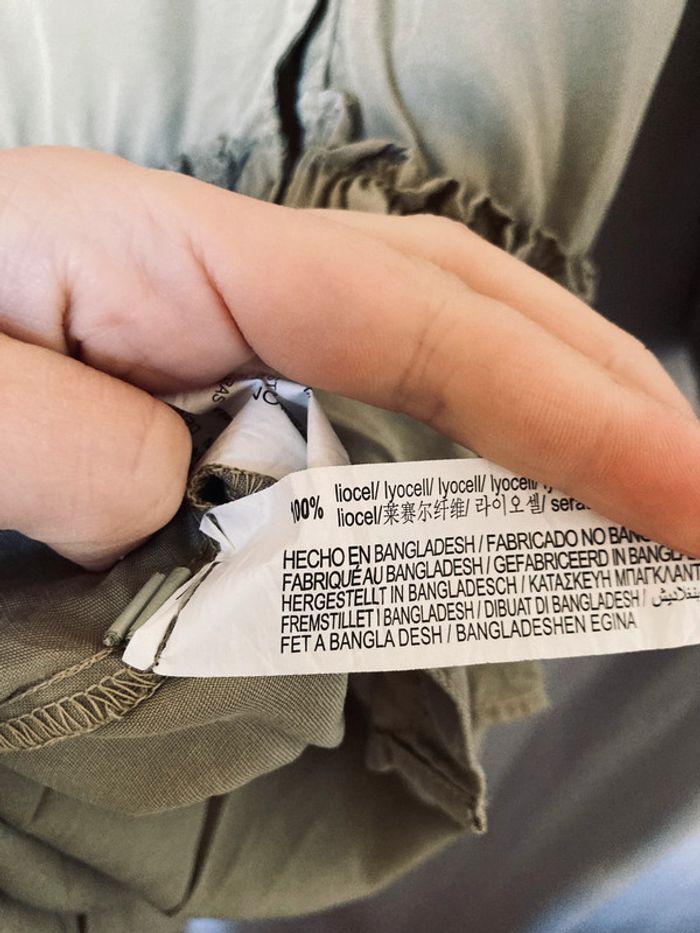 100% liocel/ lyocell/ lyocell/ lyocell/
liocel/莱赛尔纤维/ 라이오셀/
HECHO EN BANGLADESH / FABRICADO NO
FABRIQUÉ AU BANGLADESH / GEFABRICEERD IN
HERGESTELLT IN BANGLADESCH / ΚΑΤΑΣΚΕΥΗ
FREMSTILLET I BANGLADESH / DIBUAT DI BANGLADESH /
FET A BANGLA DESH / BANGLADESHEN EGINA